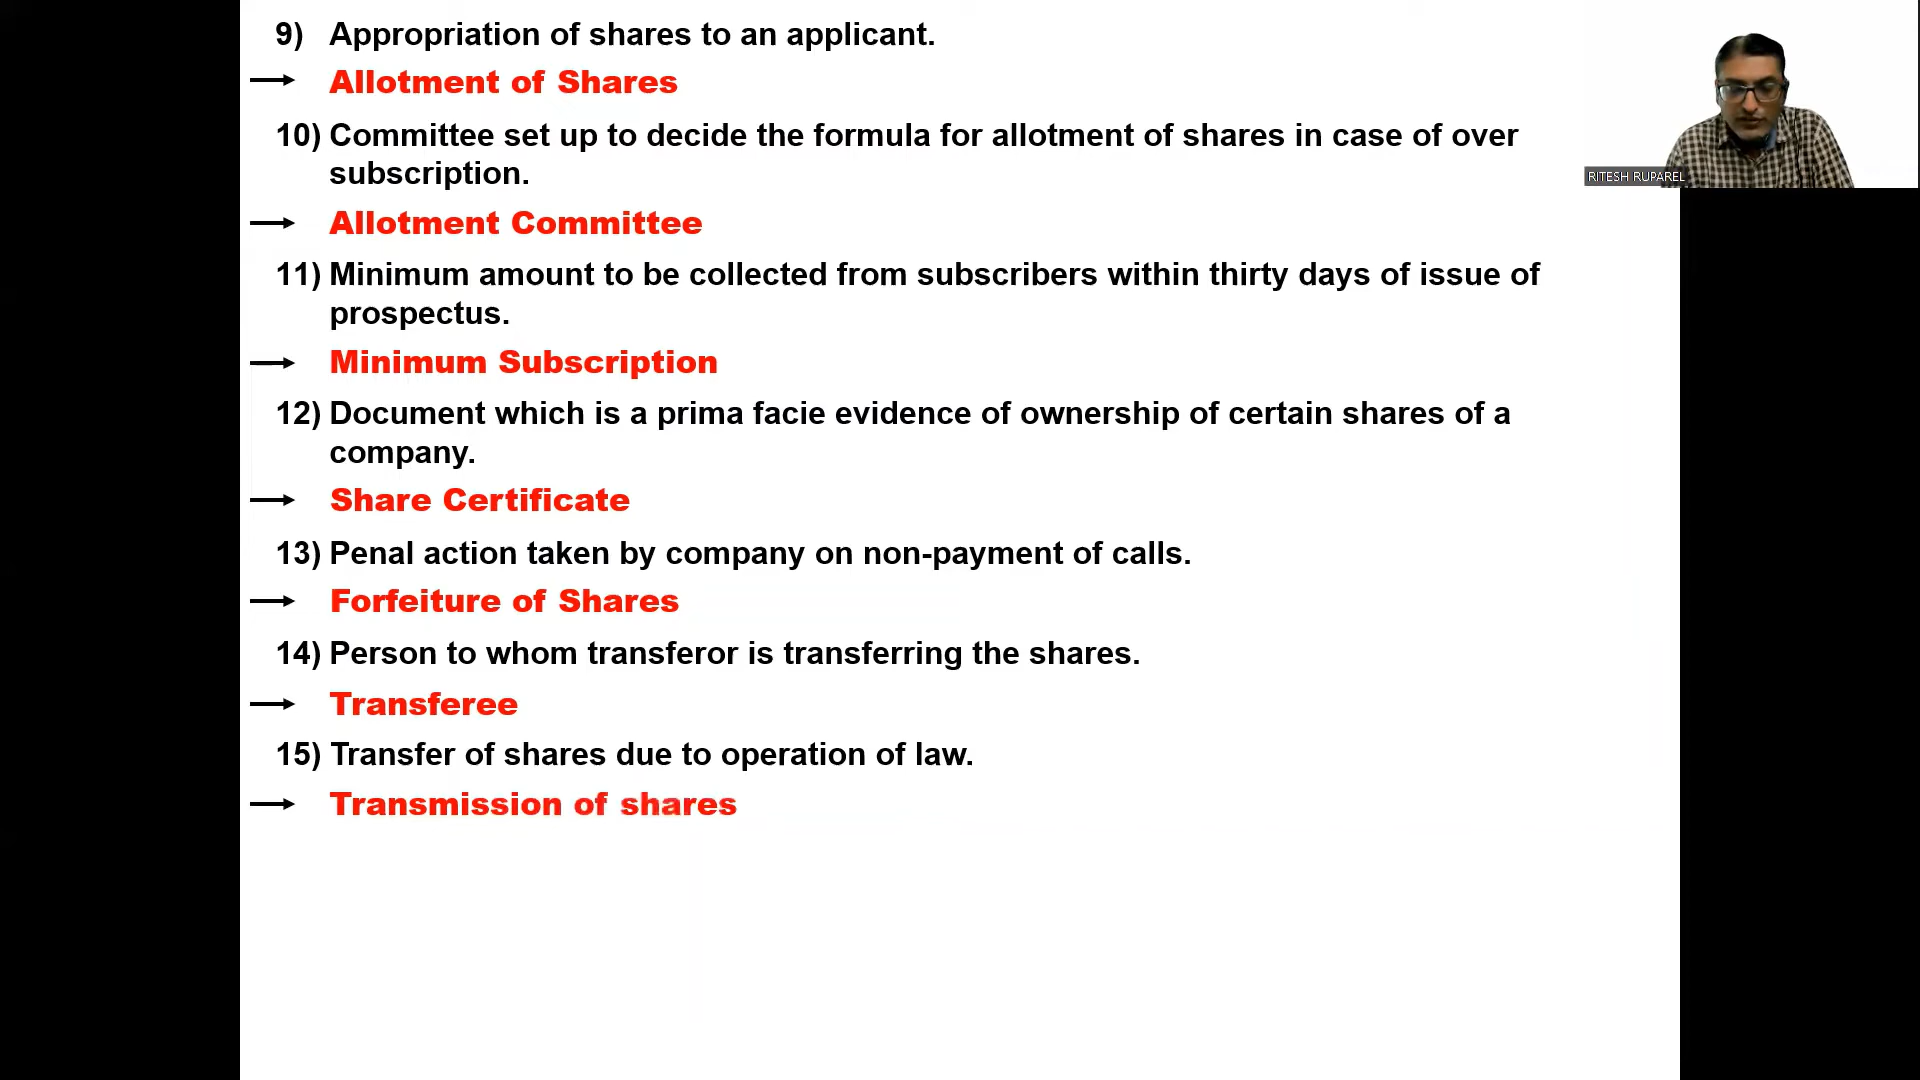 9) Appropriation of shares to an applicant.
Allotment of Shares
RITESH RUPAREL
10) Committee set up to decide the formula for allotment of shares in case of over
subscription.
Allotment Committee
11) Minimum amount to be collected from subscribers within thirty days of issue of
prospectus.
Minimum Subscription
12) Document which is a prima facie evidence of ownership of certain shares of a
company.
Share Certificate
13) Penal action taken by company on non-payment of calls.
Forfeiture of Shares
14) Person to whom transferor is transferring the shares.
Transferee
15) Transfer of shares due to operation of law.
Transmission of shares